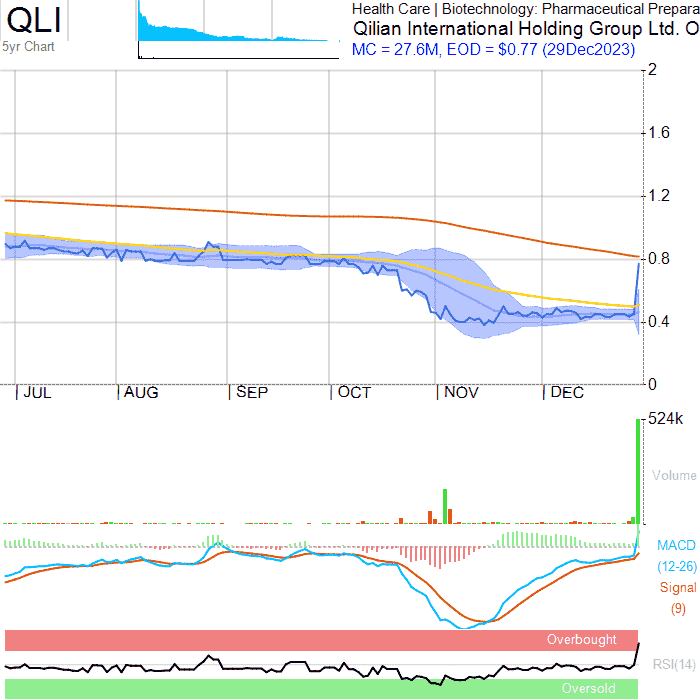 QLI
5yr Chart
Health Care | Biotechnology: Pharmaceutical Prepara
Qilian International Holding Group Ltd. O
MC = 27.6M, EOD = $0.77 (29Dec2023)
2
1.6
1.2
0.8
0.4
0
JUL AUG SEP OCT NOV DEC
524k
Volume
MACD
(12-26)
Signal
(9)
Overbought
RSI(14)
Oversold